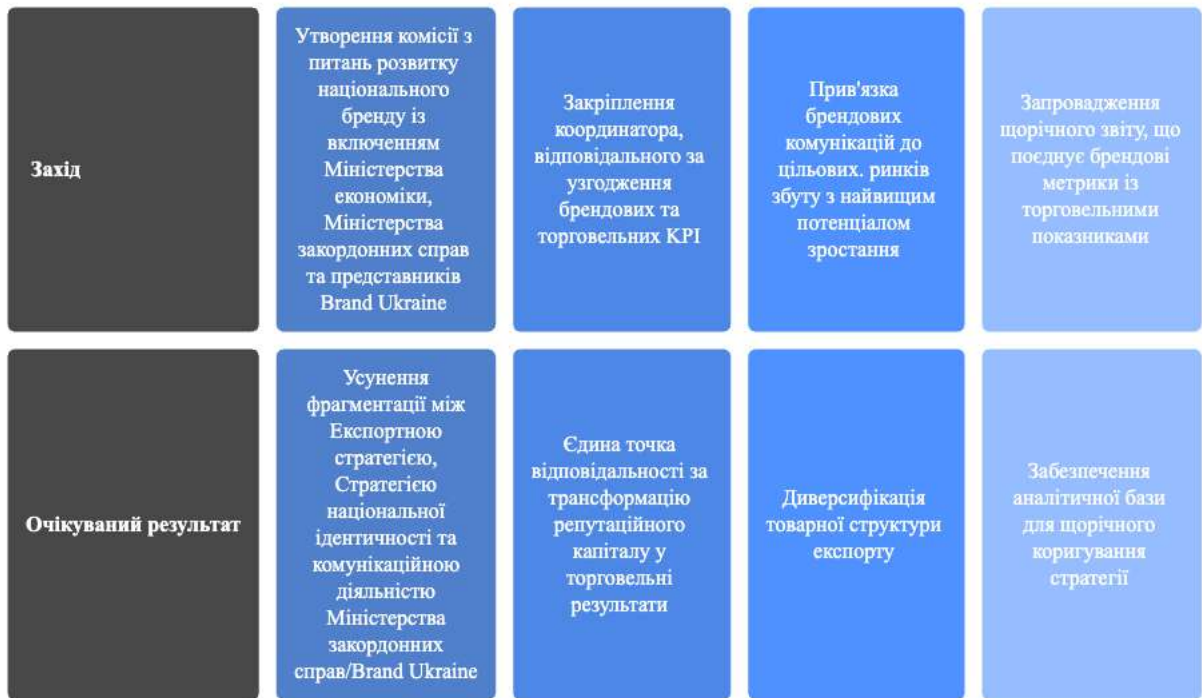 Захід
Утворення комісії з
питань розвитку
національного
бренду із
включенням
Міністерства
економіки,
Міністерства
закордонних справ
та представників
Brand Ukraine
Закріплення
координатора,
відповідального за
узгодження
брендових та
торговельних KPI
Прив'язка
брендових
комунікацій до
цільових. ринків
збуту з найвищим
потенціалом
зростання
Запровадження
щорічного звіту, що
поєднує брендові
метрики із
торговельними
показниками
Очікуваний результат
Усунення
фрагментації між
Експортною
стратегією,
Стратегією
національної
ідентичності та
комунікаційною
діяльністю
Міністерства
закордонних
справ/Brand Ukraine
Єдина точка
відповідальності за
трансформацію
репутаційного
капіталу у
торговельні
результати
Диверсифікація
товарної структури
експорту
Забезпечення
аналітичної бази
для щорічного
коригування
стратегії